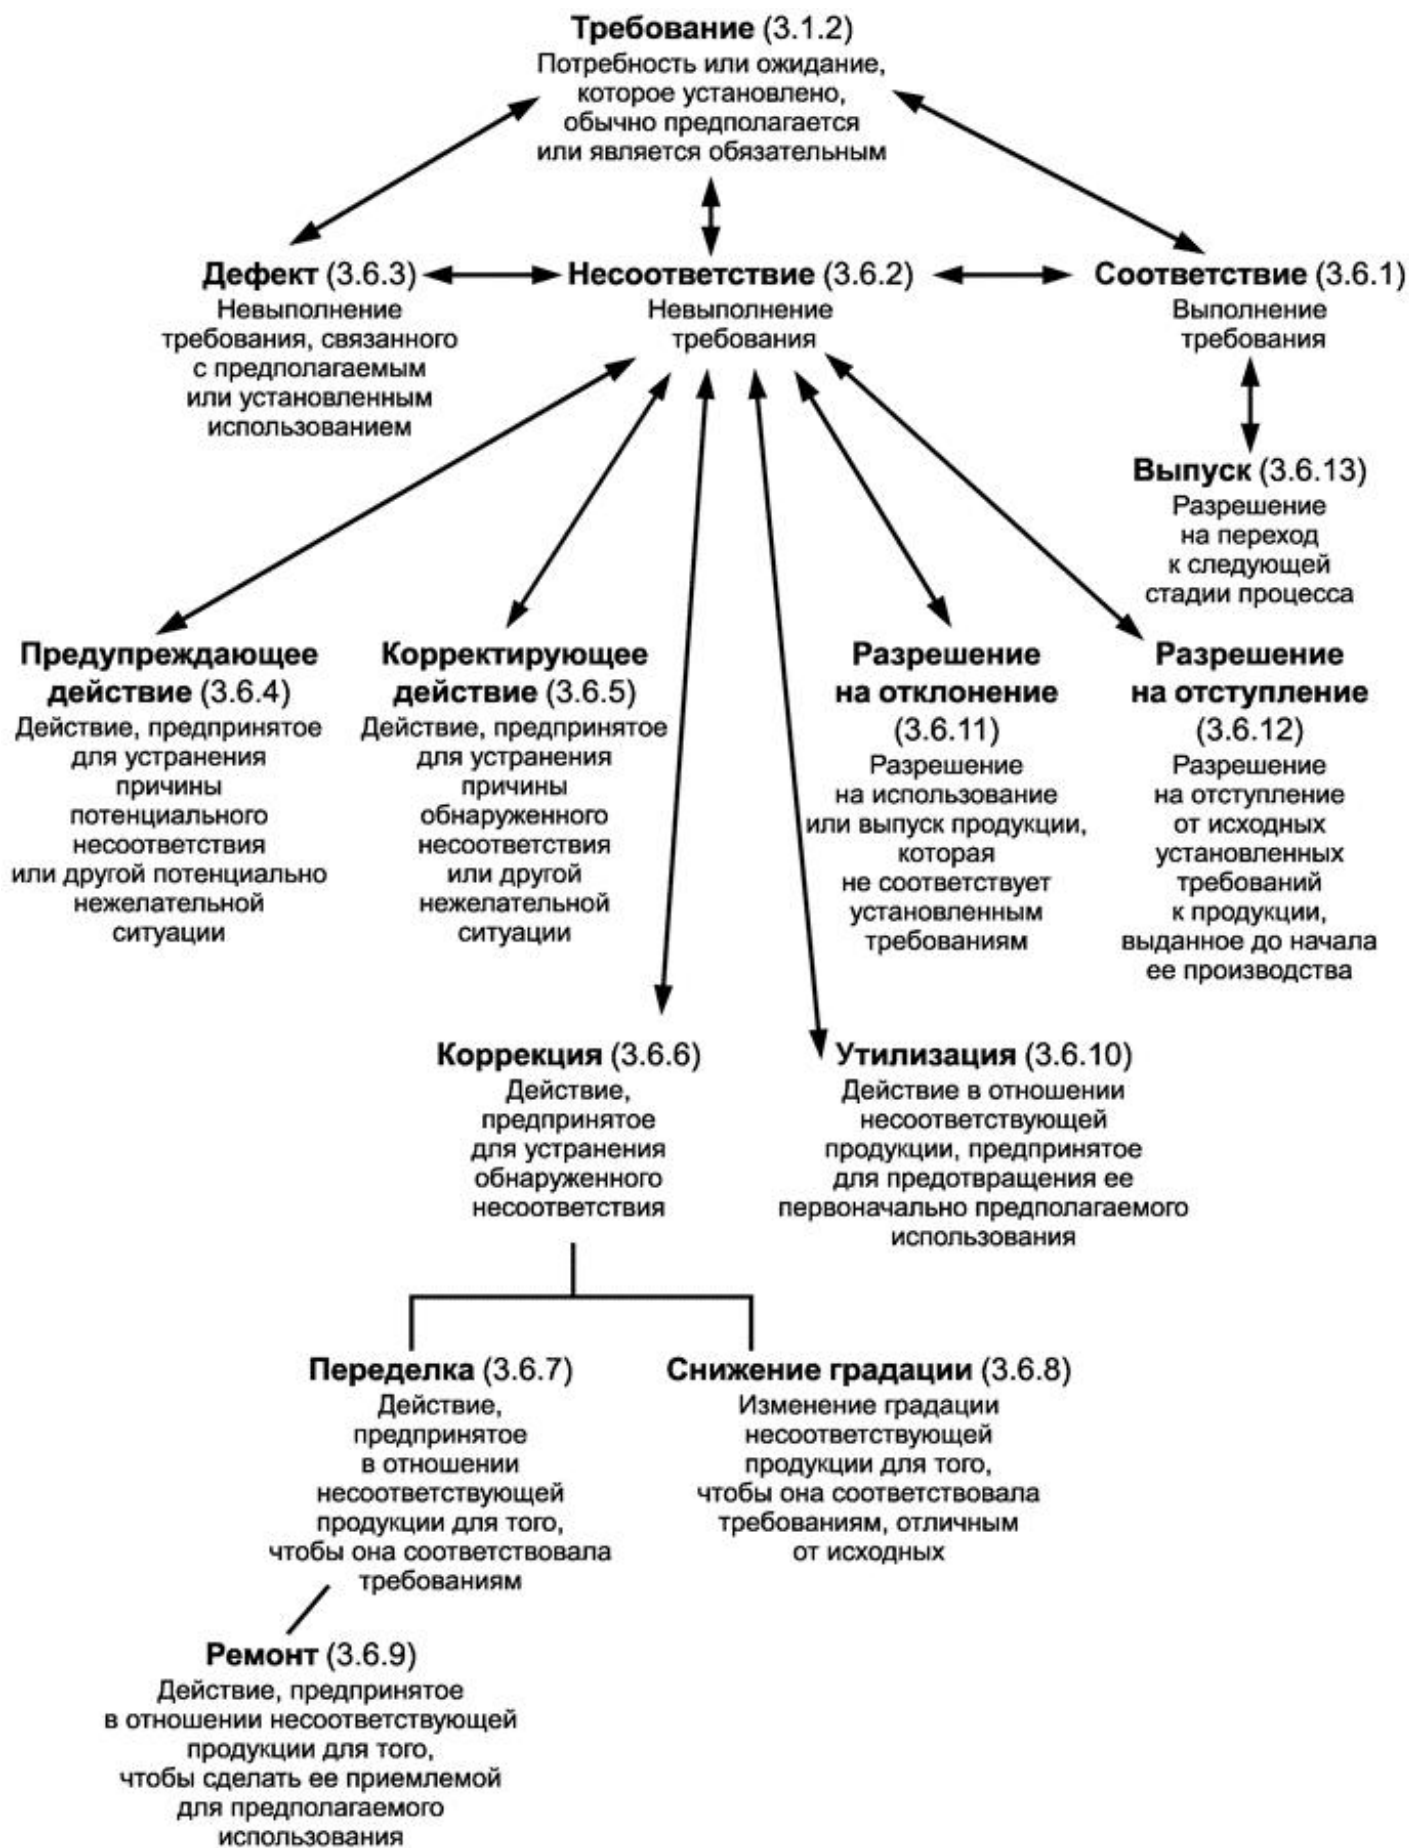 Требование (3.1.2)
Потребность или ожидание,
которое установлено,
обычно предполагается
или является обязательным
Дефект (3.6.3)
Невыполнение
требования, связанного
с предполагаемым
или установленным
использованием
Несоответствие (3.6.2)
Невыполнение
требования
Соответствие (3.6.1)
Выполнение
требования
Выпуск (3.6.13)
Разрешение
на переход
к следующей
стадии процесса
Предупреждающее
действие (3.6.4)
Действие, предпринятое
для устранения
причины
потенциального
несоответствия
или другой потенциально
нежелательной
ситуации
Корректирующее
действие (3.6.5)
Действие, предпринятое
для устранения
причины
обнаруженного
несоответствия
или другой
нежелательной
ситуации
Разрешение
на отклонение
(3.6.11)
Разрешение
на использование
или выпуск продукции,
которая
не соответствует
установленным
требованиям
Разрешение
на отступление
(3.6.12)
Разрешение
на отступление
от исходных
установленных
требований
к продукции,
выданное до начала
ее производства
Коррекция (3.6.6)
Действие,
предпринятое
для устранения
обнаруженного
несоответствия
Утилизация (3.6.10)
Действие в отношении
несоответствующей
продукции, предпринятое
для предотвращения ее
первоначально предполагаемого
использования
Переделка (3.6.7)
Действие,
предпринятое
в отношении
несоответствующей
продукции для того,
чтобы она соответствовала
требованиям
Снижение градации (3.6.8)
Изменение градации
несоответствующей
продукции для того,
чтобы она соответствовала
требованиям, отличным
от исходных
Ремонт (3.6.9)
Действие, предпринятое
в отношении несоответствующей
продукции для того,
чтобы сделать ее приемлемой
для предполагаемого
использования